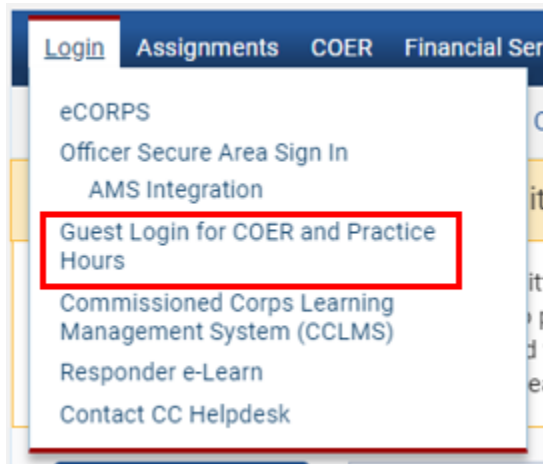 Login Assignments COER Financial Ser
eCORPS
Officer Secure Area Sign In
AMS Integration
Guest Login for COER and Practice
Hours
Commissioned Corps Learning
Management System (CCLMS)
Responder e-Learn
Contact CC Helpdesk